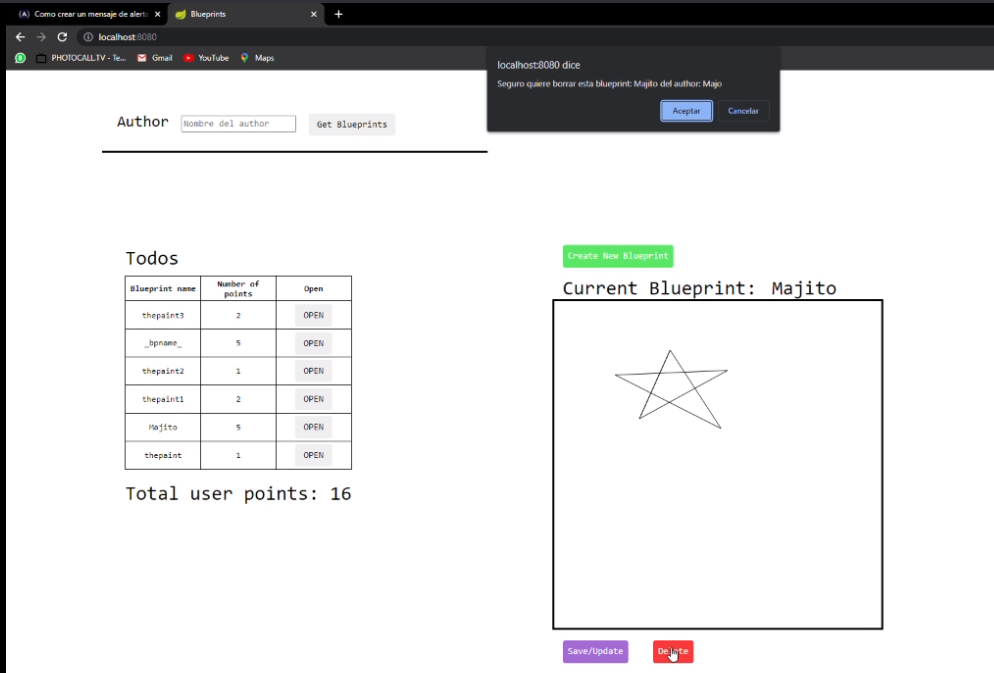 Como crear un mensaje de alerta
Blueprints
localhost:8080
PHOTOCALL.TV - Te...
Gmail
YouTube
Maps
localhost:8080 dice
Seguro quiere borrar esta blueprint: Majito del author: Majo
Aceptar
Cancelar
Author
Nombre del author
Get Blueprints
Todos
Blueprint name
Number of
points
Open
thepaint3 2 OPEN
_bpname_ 5 OPEN
thepaint2 1 OPEN
thepaint1 2 OPEN
Majito 5 OPEN
thepaint 1 OPEN
Total user points: 16
Create New Blueprint
Current Blueprint: Majito
Save/Update
Delete